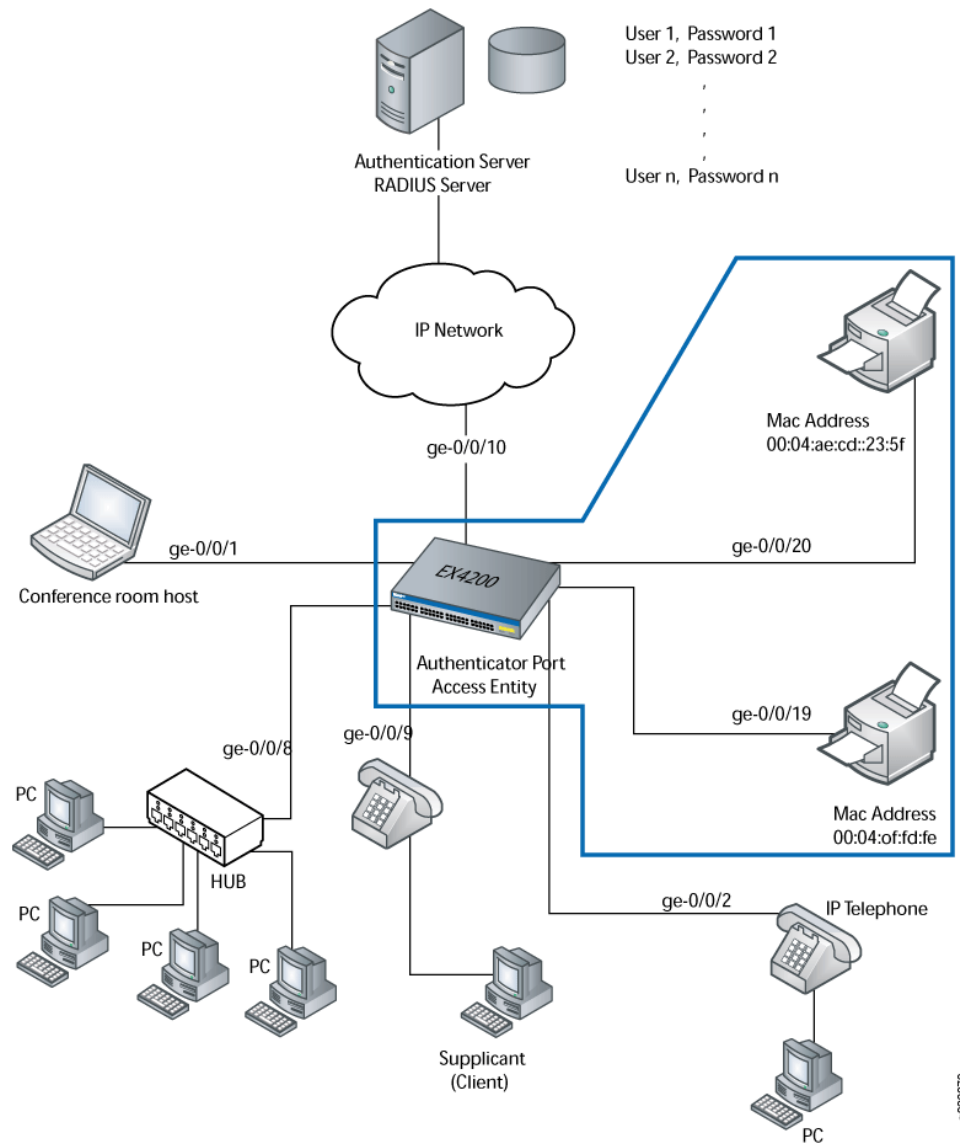 User 1, Password 1
User 2, Password 2
,
,
,
,
User n, Password n
Authentication Server
RADIUS Server
IP Network
ge-0/0/10
Mac Address
00:04:ae:cd::23:5f
ge-0/0/1
ge-0/0/20
EX4200
Conference room host
Authenticator Port
Access Entity
ge-0/0/19
ge-0/0/8
ge-0/0/9
Mac Address
00:04:of:fd:fe
PC
HUB
PC
PC
PC
ge-0/0/2
IP Telephone
Supplicant
(Client)
PC